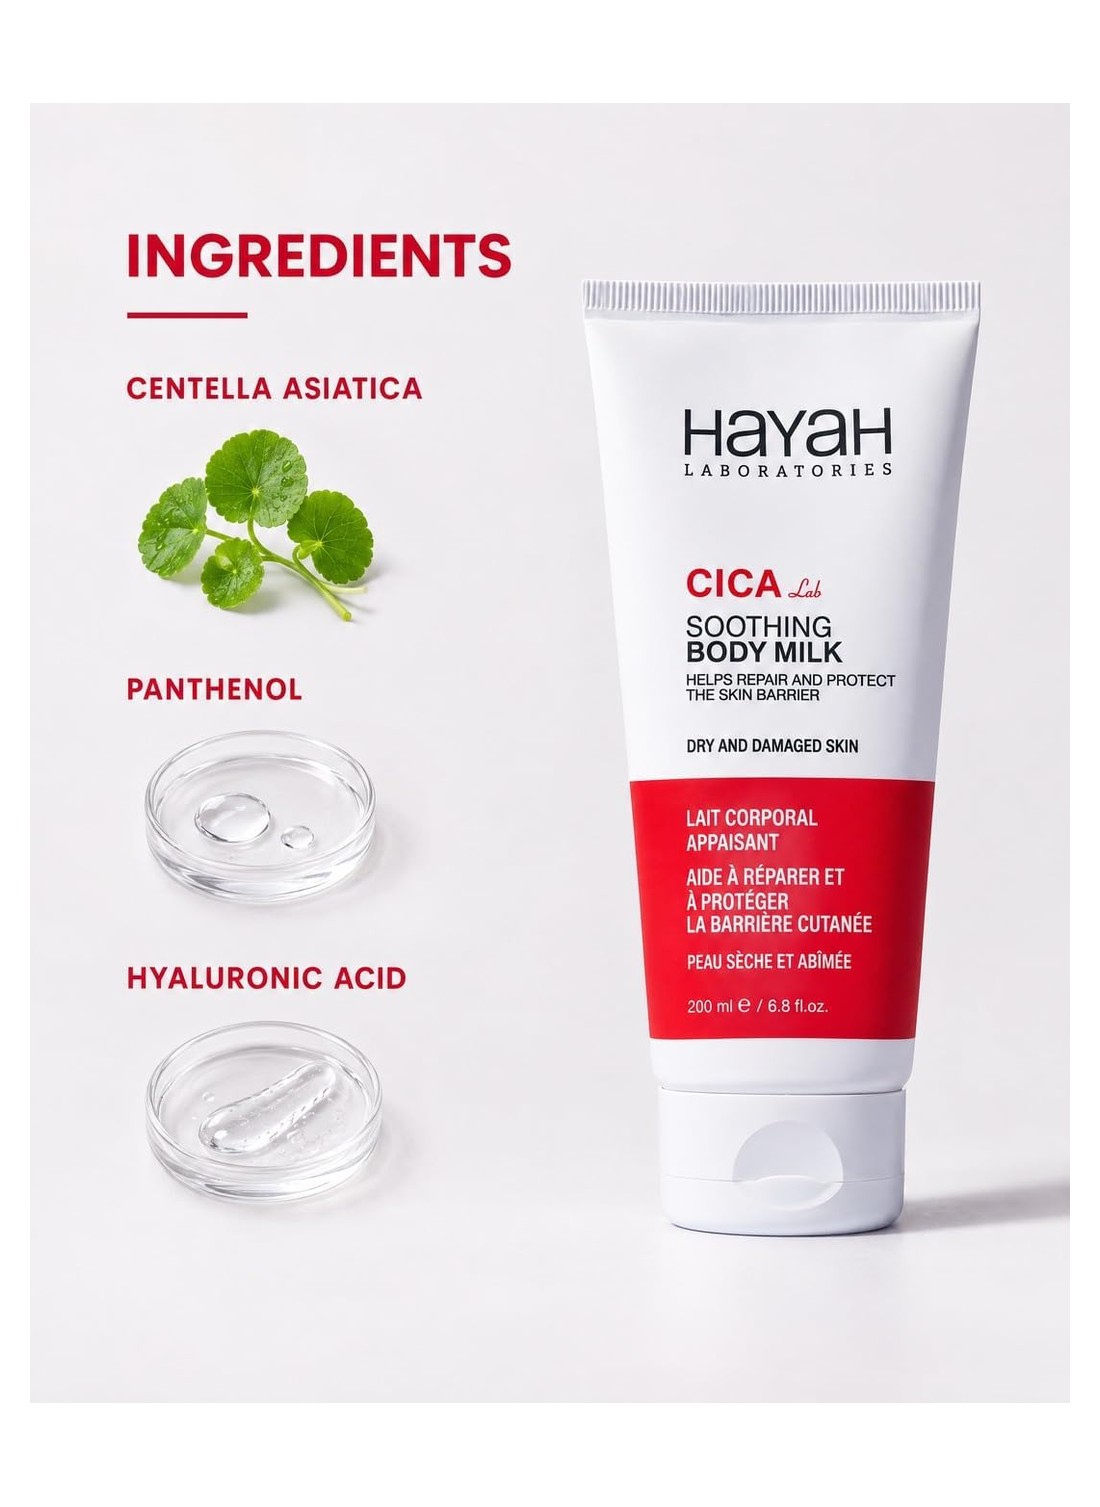 INGREDIENTS
CENTELLA ASIATICA
PANTHENOL
HYALURONIC ACID
HAYAH
LABORATORIES
CICA Lab
SOOTHING
BODY MILK
HELPS REPAIR AND PROTECT
THE SKIN BARRIER
DRY AND DAMAGED SKIN
LAIT CORPORAL
APPAISANT
AIDE À RÉPARER ET
À PROTÉGER
LA BARRIÈRE CUTANÉE
PEAU SÈCHE ET ABÎMÉE
200 ml ℮ / 6.8 fl.oz.